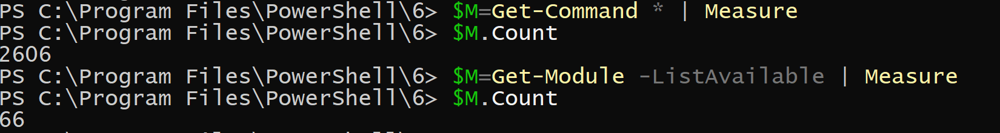 PS C:\Program Files\PowerShell\6> $M=Get-Command * | Measure
PS C:\Program Files\PowerShell\6> $M.Count
2606
PS C:\Program Files\PowerShell\6> $M=Get-Module -ListAvailable | Measure
PS C:\Program Files\PowerShell\6> $M.Count
66